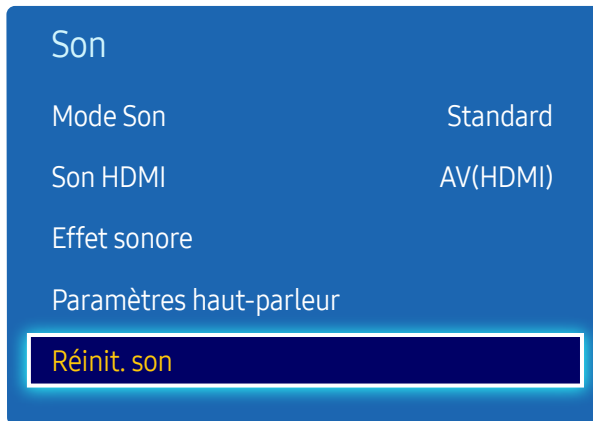 Son
Mode Son Standard
Son HDMI AV(HDMI)
Effet sonore
Paramètres haut-parleur
Réinit. son